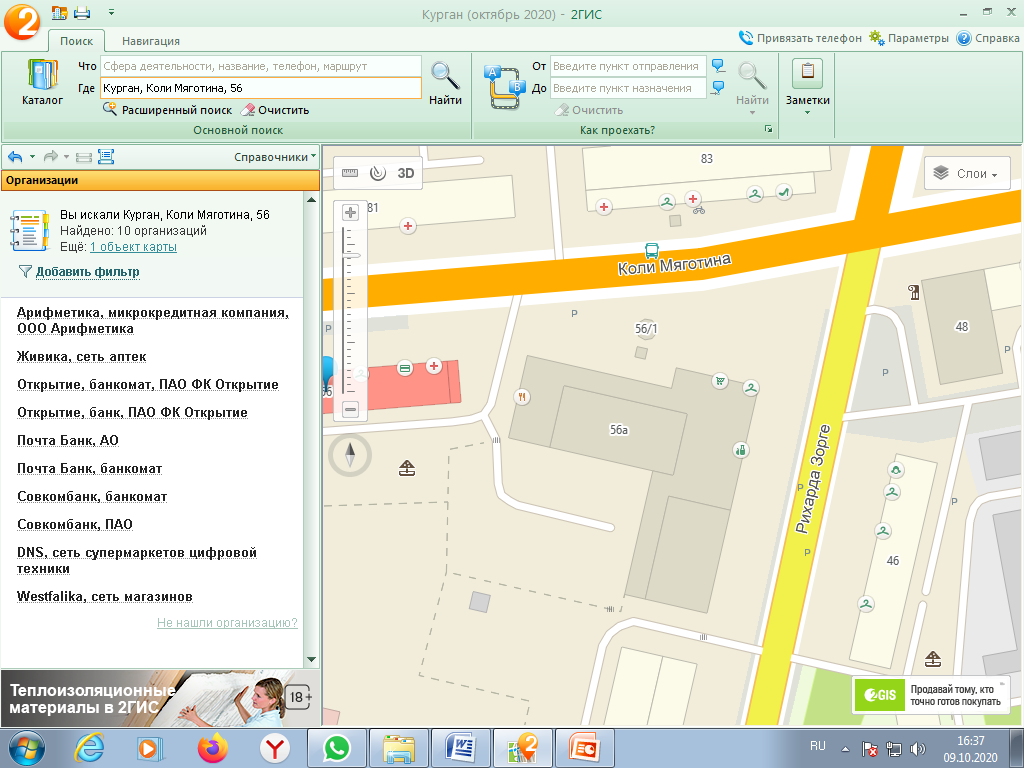 Курган (октябрь 2020) - 2ГИС
Поиск
Навигация
Привязать телефон
Параметры
Справка
Каталог
Что
Сфера деятельности, название, телефон, маршрут
Где
Курган, Коли Мяготина, 56
Расширенный поиск
Очистить
Найти
Основной поиск
От
Введите пункт отправления
До
Введите пункт назначения
Очистить
Найти
Как проехать?
Заметки
Справочники
Организации
Вы искали Курган, Коли Мяготина, 56
Найдено: 10 организаций
Ещё: 1 объект карты
Добавить фильтр
Арифметика, микрокредитная компания,
ООО Арифметика
Живика, сеть аптек
Открытие, банкомат, ПАО ФК Открытие
Открытие, банк, ПАО ФК Открытие
Почта Банк, АО
Почта Банк, банкомат
Совкомбанк, банкомат
Совкомбанк, ПАО
DNS, сеть супермаркетов цифровой
техники
Westfalika, сеть магазинов
Не нашли организацию?
Теплоизоляционные
материалы в 2ГИС
18+
3D
Слои
83
81
Коли Мяготина
P
P
56/1
48
P
P
56а
Рихарда Зорге
P
P
P
46
2GIS
Продавай тому, кто
точно готов покупать
RU
16:37
09.10.2020